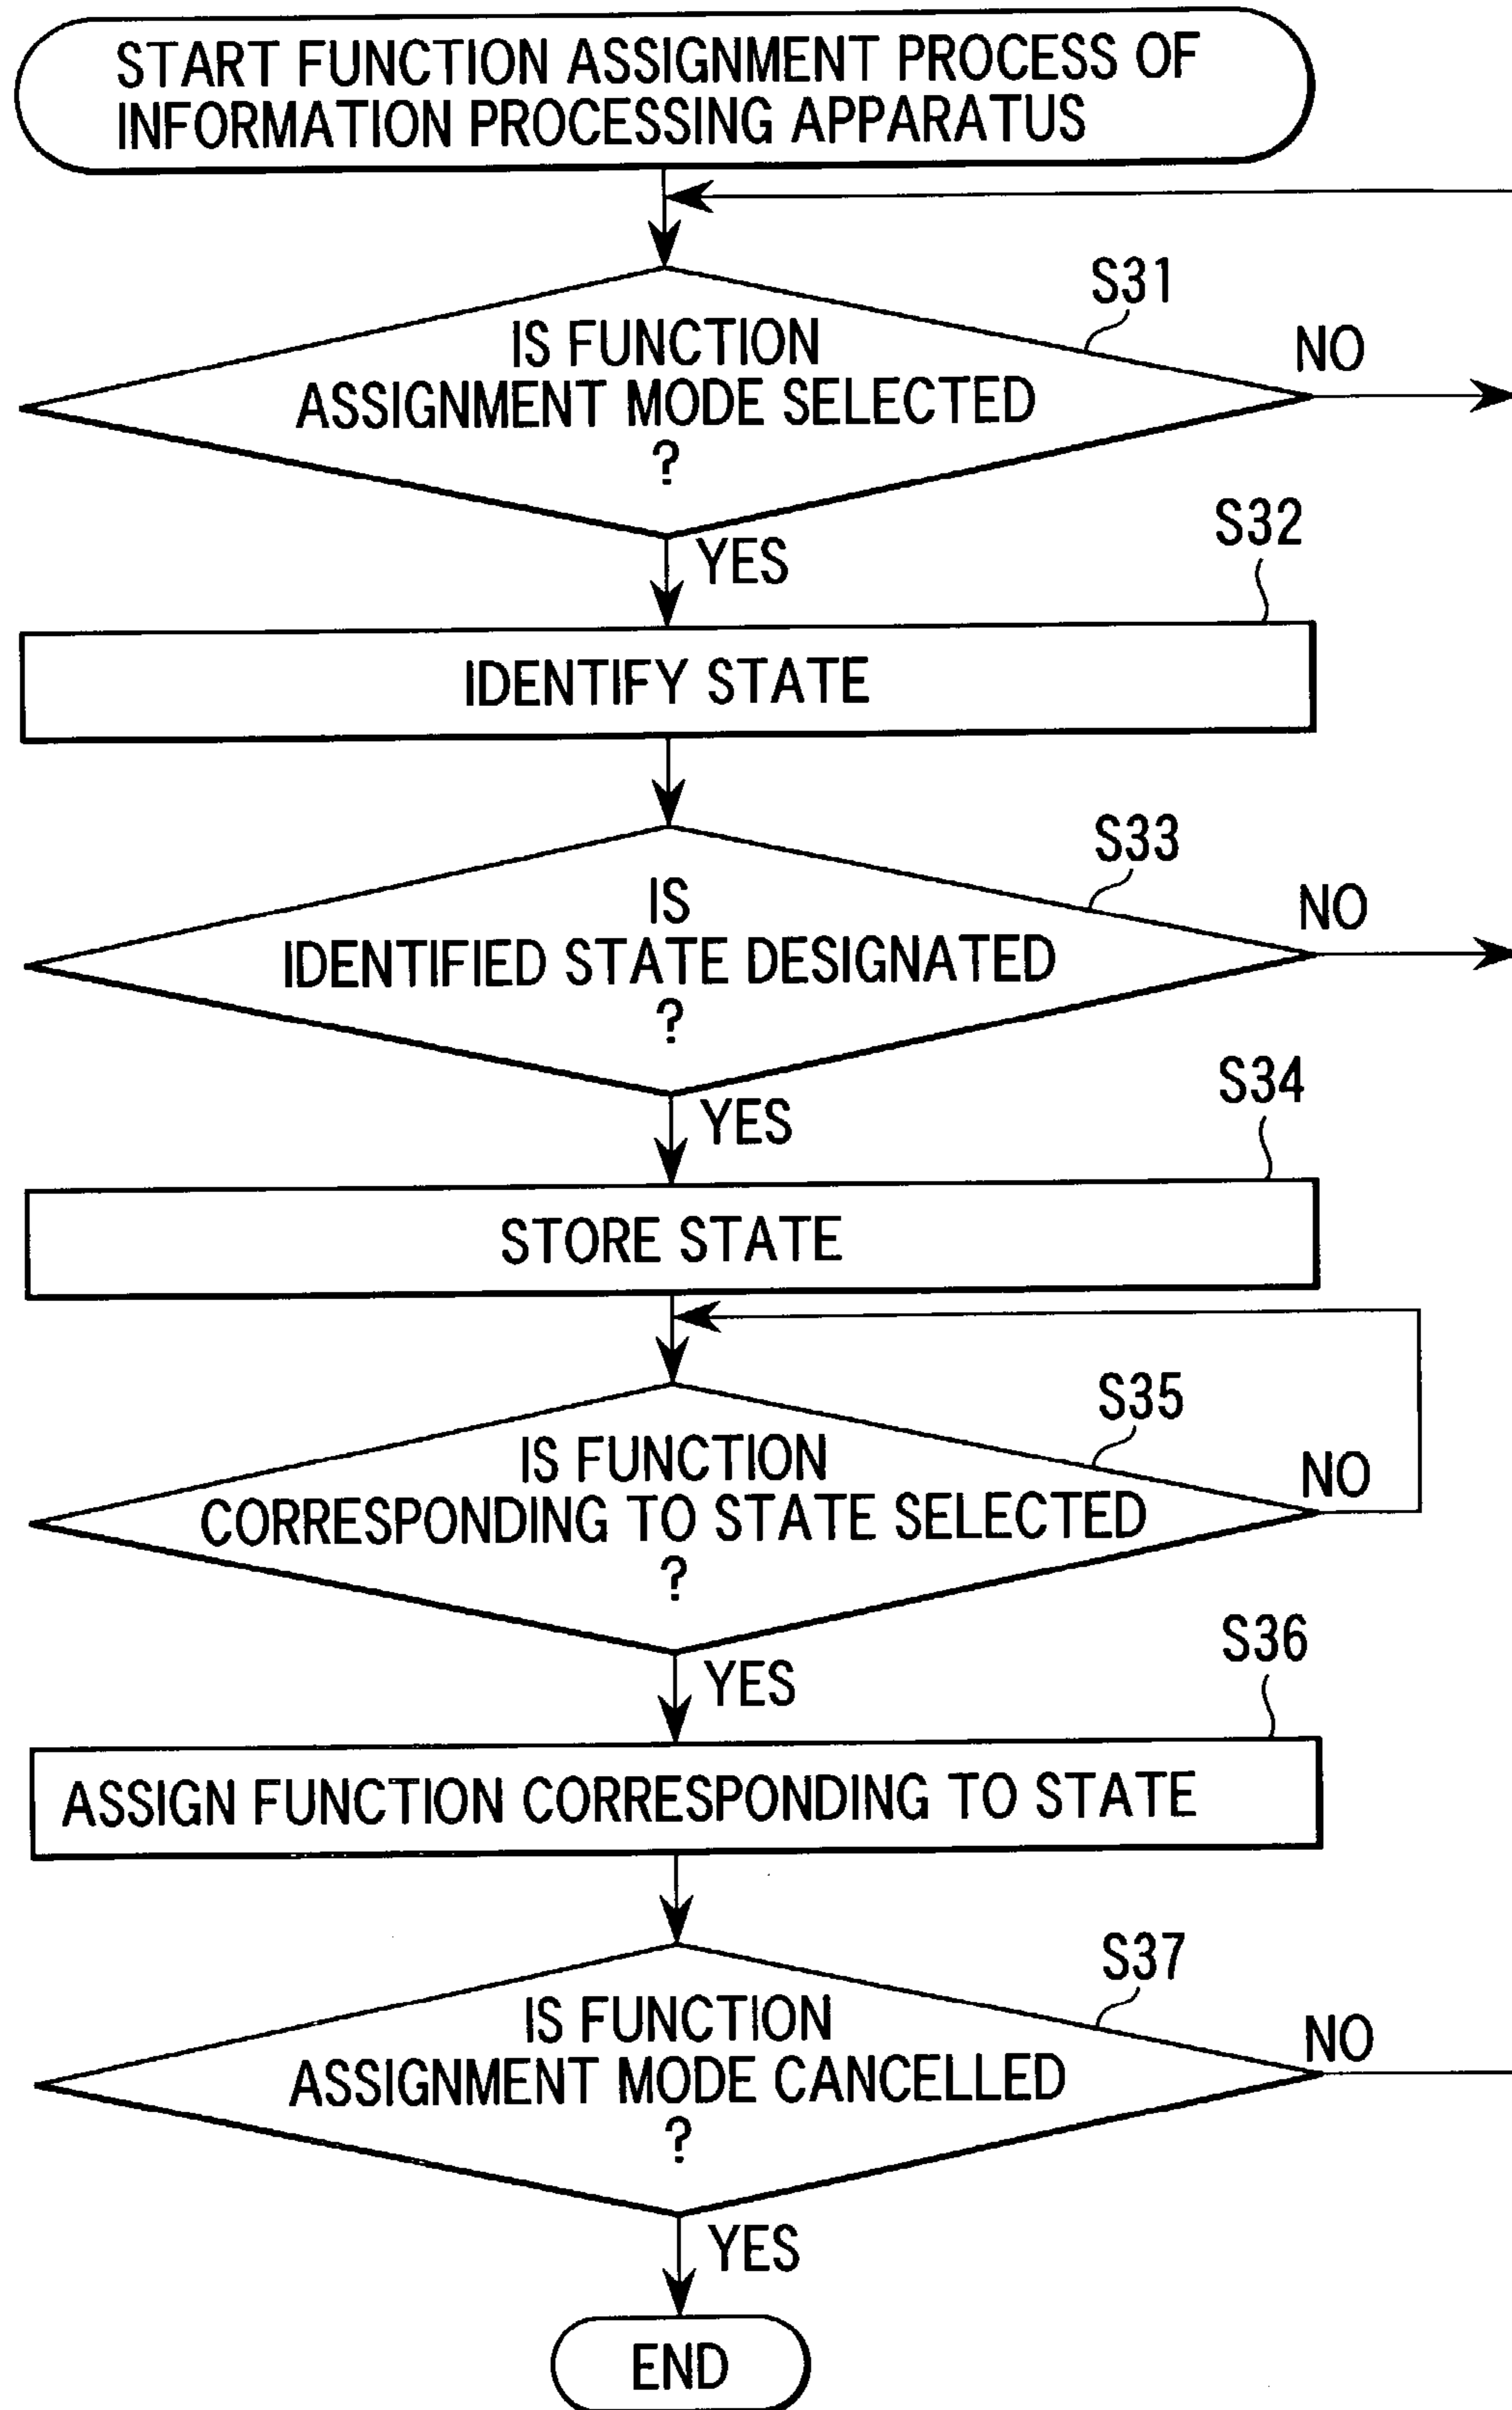 START FUNCTION ASSIGNMENT PROCESS OF
INFORMATION PROCESSING APPARATUS
S31
IS FUNCTION
ASSIGNMENT MODE SELECTED
?
NO
YES
S32
IDENTIFY STATE
S33
IS
IDENTIFIED STATE DESIGNATED
?
NO
YES
S34
STORE STATE
S35
IS FUNCTION
CORRESPONDING TO STATE SELECTED
?
NO
YES
S36
ASSIGN FUNCTION CORRESPONDING TO STATE
S37
IS FUNCTION
ASSIGNMENT MODE CANCELLED
?
NO
YES
END